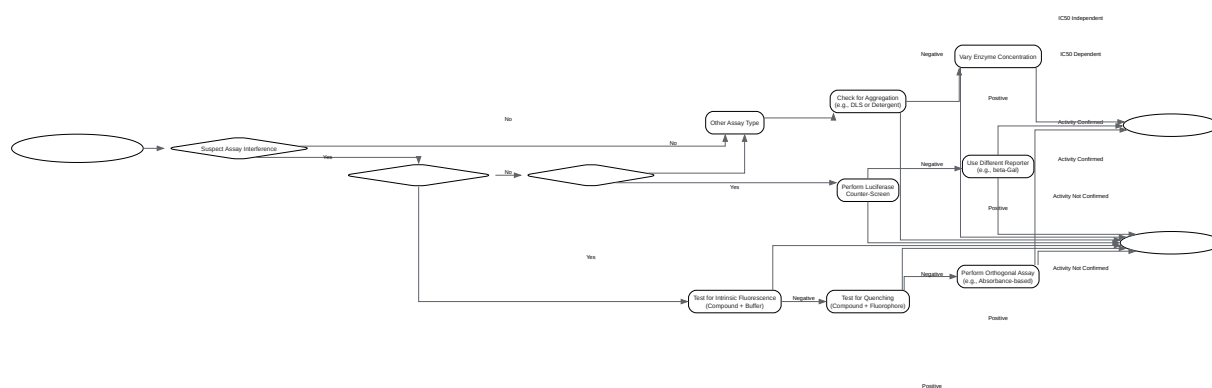 IC50 Independent
Negative
Vary Enzyme Concentration
IC50 Dependent
Check for Aggregation
(e.g., DLS or Detergent)
Positive
No
Other Assay Type
Activity Confirmed
Suspect Assay Interference
No
Yes
Negative
Use Different Reporter
(e.g., beta-Gal)
Activity Confirmed
No
Yes
Perform Luciferase
Counter-Screen
Activity Not Confirmed
Positive
Yes
Negative
Perform Orthogonal Assay
(e.g., Absorbance-based)
Activity Not Confirmed
Test for Intrinsic Fluorescence
(Compound + Buffer)
Negative
Test for Quenching
(Compound + Fluorophore)
Positive
Positive